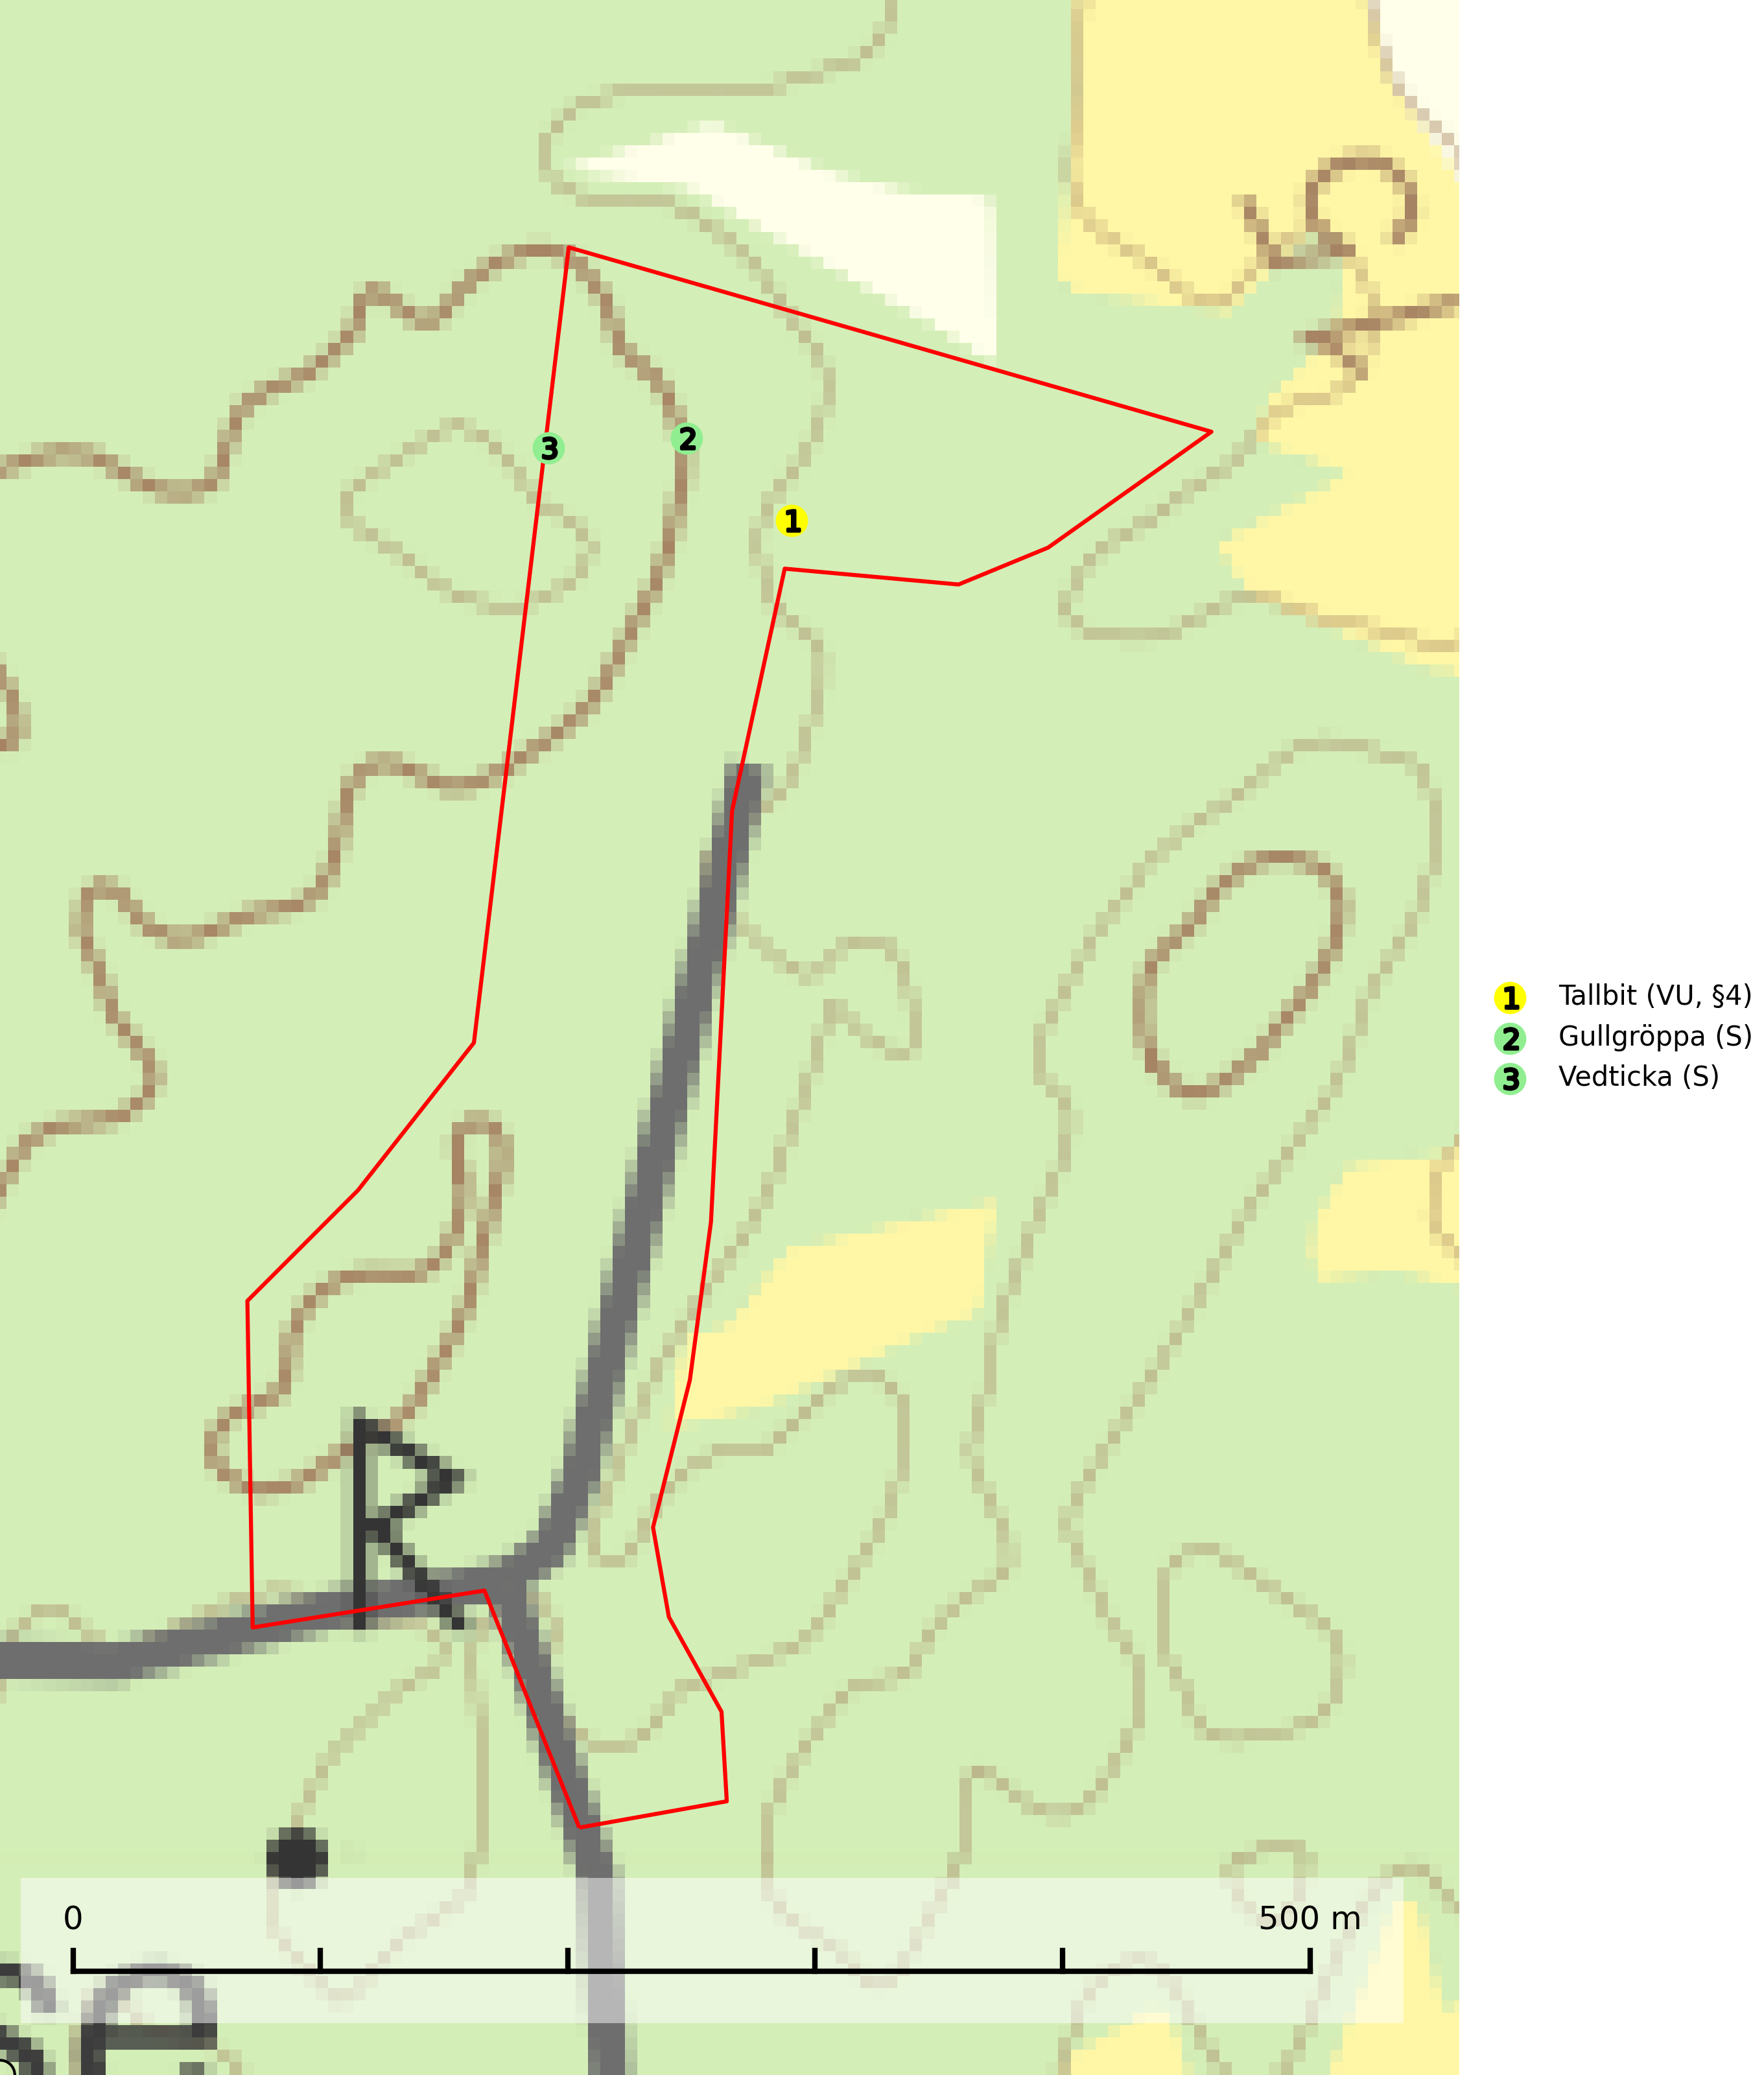 3
2
1
1 Tallbit (VU, §4)
2 Gullgröppa (S)
3 Vedticka (S)
R
0 500 m
e